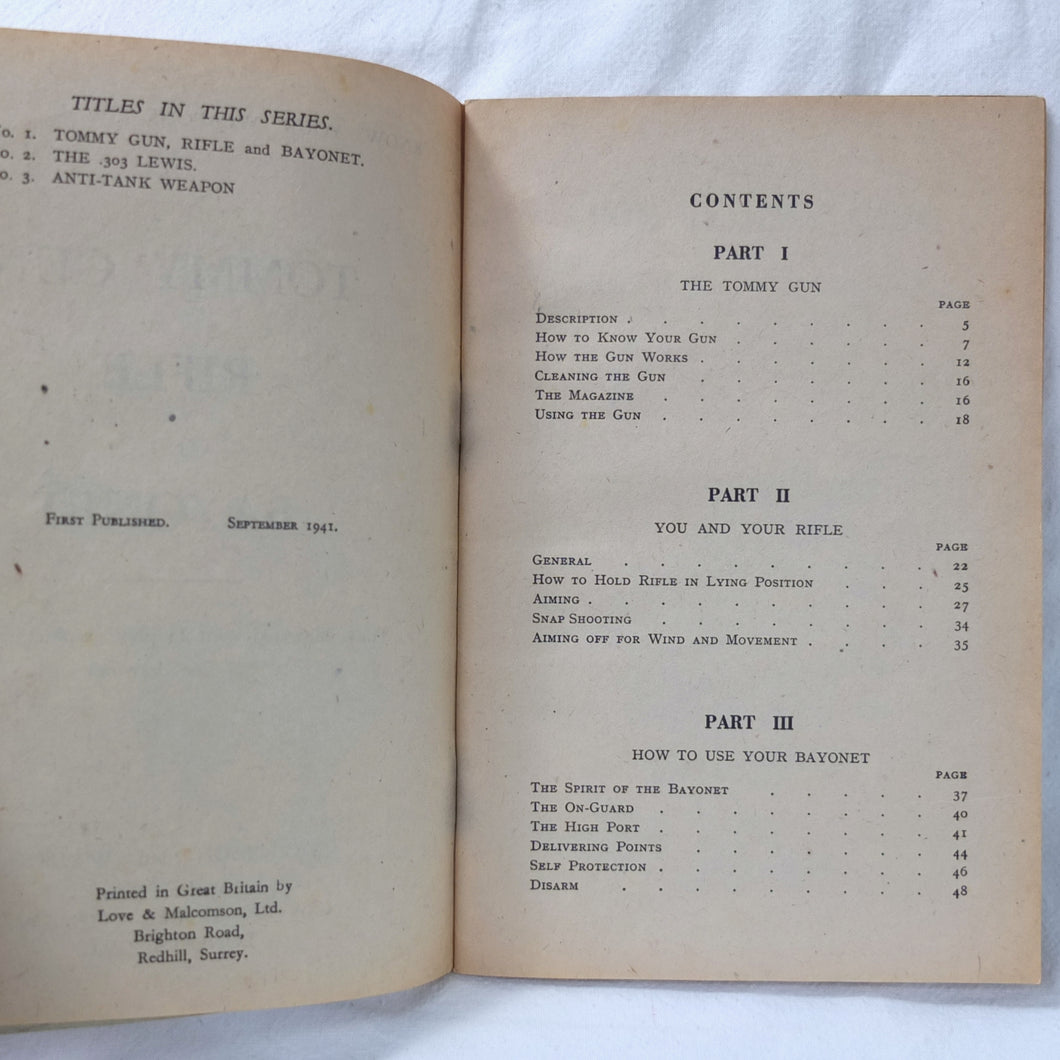 TITLES IN THIS SERIES.
o. 1. TOMMY GUN, RIFLE and BAYONET.
o. 2. THE .303 LEWIS.
o. 3. ANTI-TANK WEAPON
First Published. September 1941.
Printed in Great Britain by
Love & Malcomson, Ltd.
Brighton Road,
Redhill, Surrey.
CONTENTS
PART I
THE TOMMY GUN
PAGE
Description . . . . . . . . . 5
How to Know Your Gun . . . . . . 7
How the Gun Works . . . . . . . 12
Cleaning the Gun . . . . . . . 16
The Magazine . . . . . . . . 16
Using the Gun . . . . . . . . 18
PART II
YOU AND YOUR RIFLE
PAGE
General . . . . . . . . . 22
How to Hold Rifle in Lying Position . . . 25
Aiming . . . . . . . . . . 27
Snap Shooting . . . . . . . . 34
Aiming off for Wind and Movement . . . . 35
PART III
HOW TO USE YOUR BAYONET
PAGE
The Spirit of the Bayonet . . . . . 37
The On-Guard . . . . . . . . 40
The High Port . . . . . . . . 41
Delivering Points . . . . . . . 44
Self Protection . . . . . . . . 46
Disarm . . . . . . . . . 48